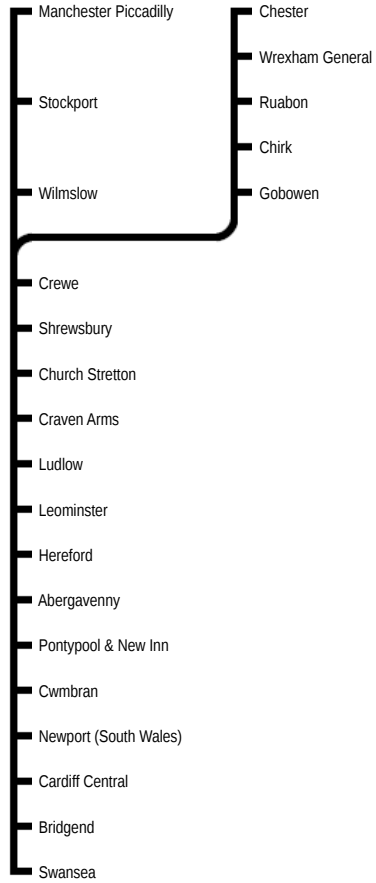 Manchester Piccadilly
Stockport
Wilmslow
Chester
Wrexham General
Ruabon
Chirk
Gobowen
Crewe
Shrewsbury
Church Stretton
Craven Arms
Ludlow
Leominster
Hereford
Abergavenny
Pontypool & New Inn
Cwmbran
Newport (South Wales)
Cardiff Central
Bridgend
Swansea